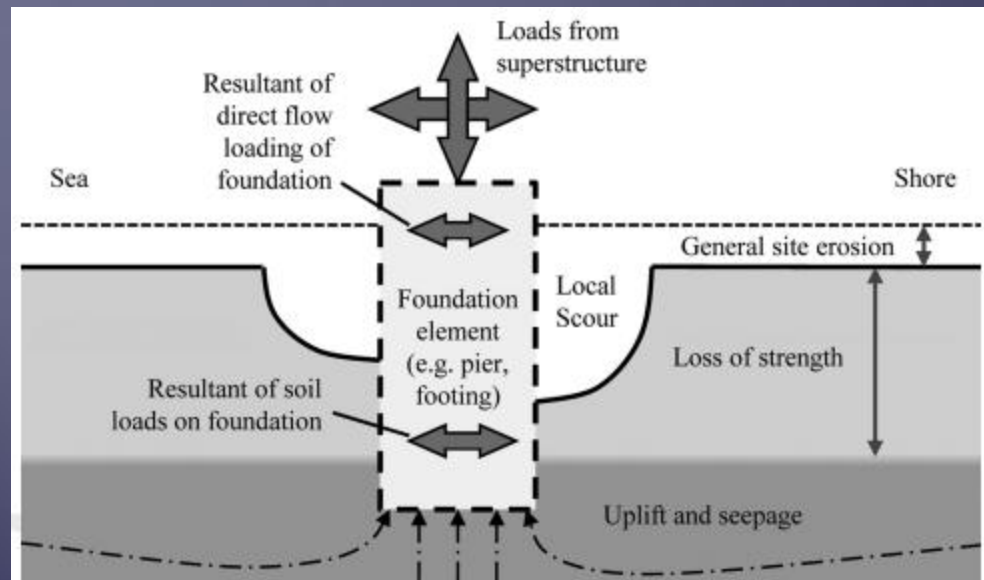 Loads from
superstructure
Resultant of
direct flow
loading of
foundation
Sea
Shore
General site erosion
Local
Scour
Foundation
element
(e.g. pier,
footing)
Loss of strength
Resultant of soil
loads on foundation
Uplift and seepage